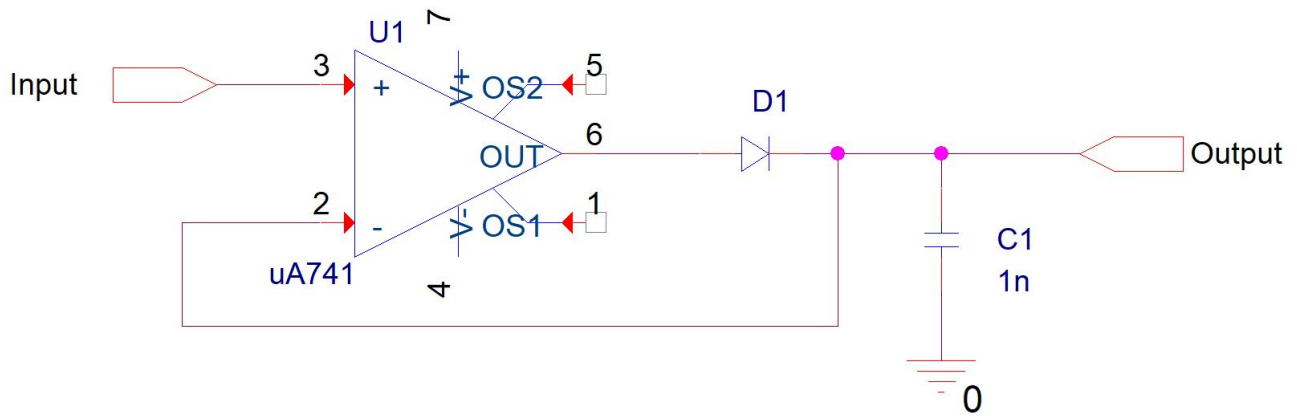 U1
7
Input
3
+
V+
OS2
5
D1
OUT
6
Output
2
-
V-
OS1
1
uA741
4
C1
1n
0